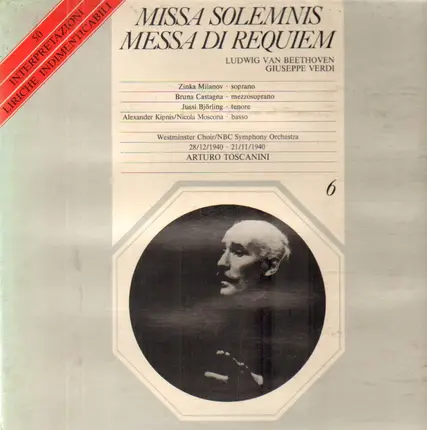 50
INTERPRETAZIONI
LIRICHE INDIMENTICABILI
MISSA SOLEMNIS
MESSA DI REQUIEM
LUDWIG VAN BEETHOVEN
GIUSEPPE VERDI
Zinka Milanov - soprano
Bruna Castagna - mezzosoprano
Jussi Björling - tenore
Alexander Kipnis/Nicola Moscona - basso
Westminster Choir/NBC Symphony Orchestra
28/12/1940 - 21/11/1940
ARTURO TOSCANINI
6